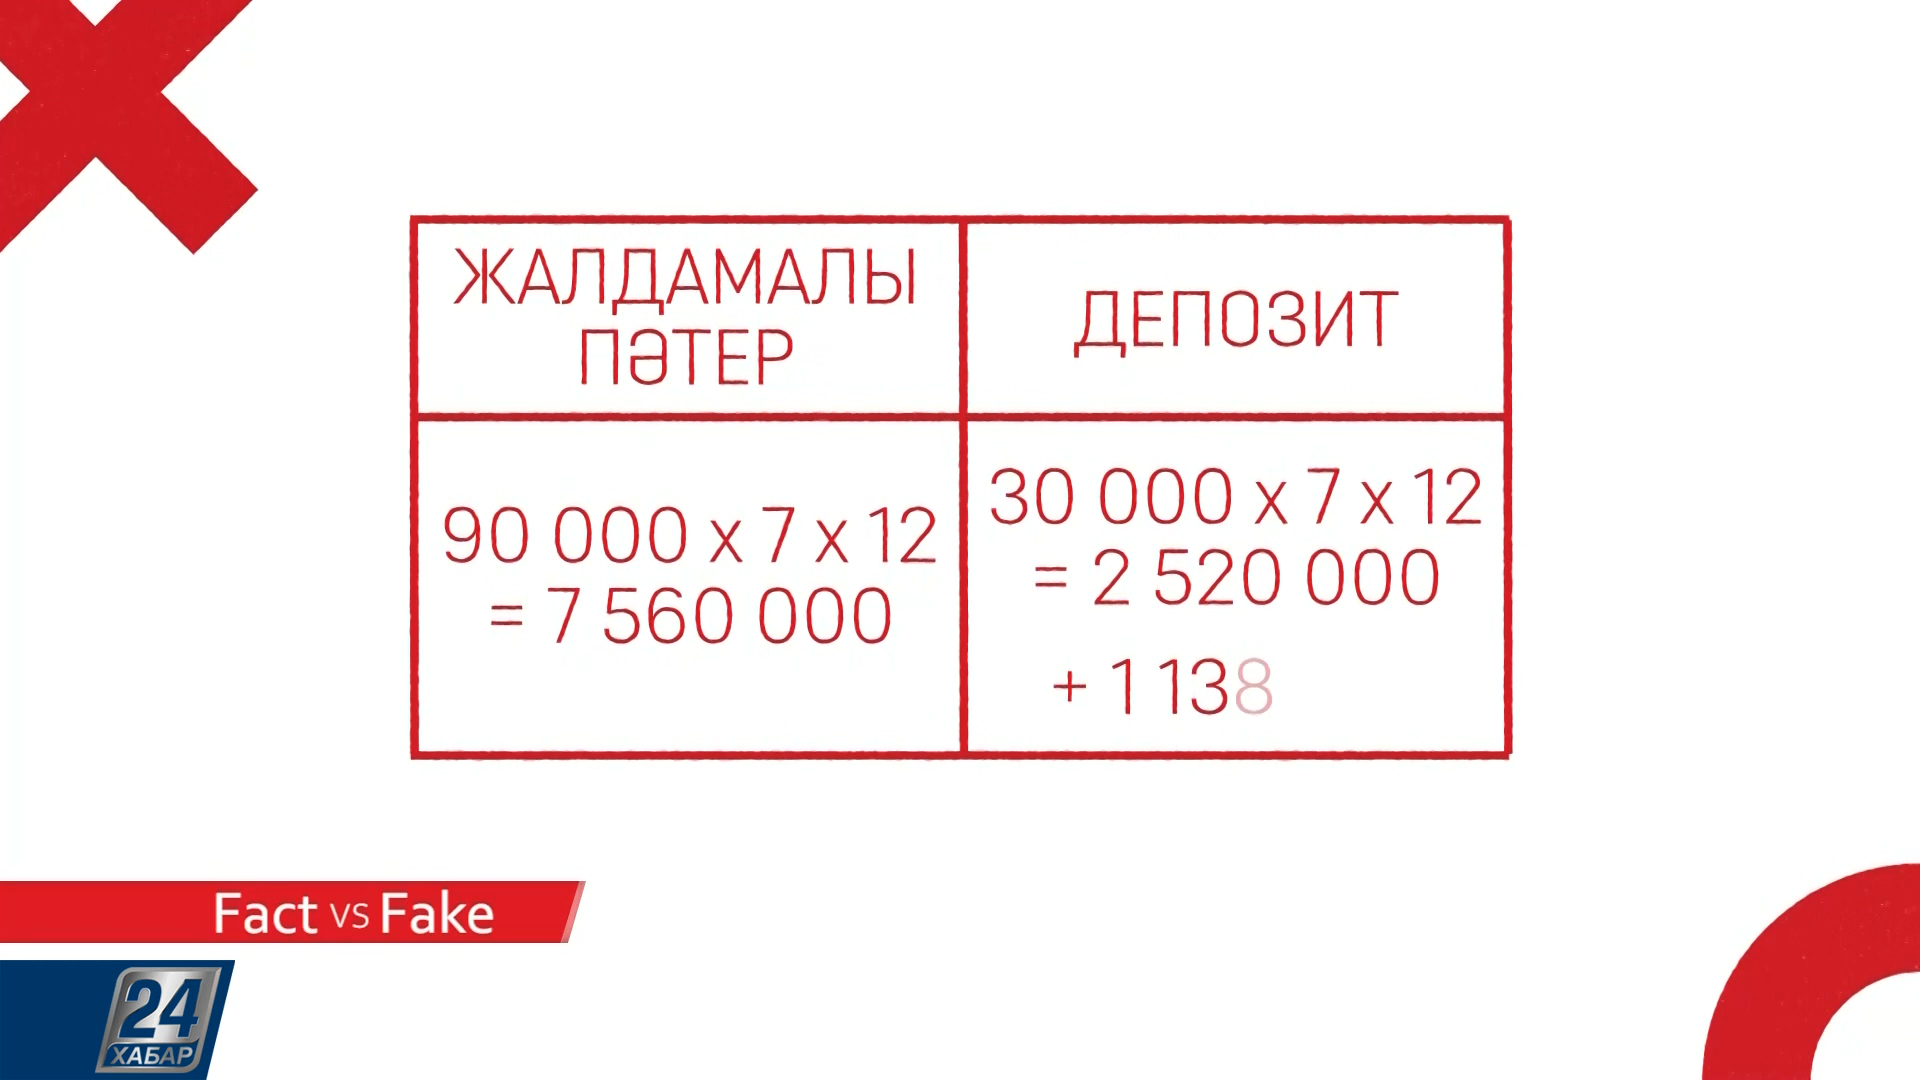 ЖАЛДАМАЛЫ
ПӘТЕР
ДЕПОЗИТ
90 000 x 7 x 12
= 7 560 000
30 000 x 7 x 12
= 2 520 000
+ 1 138
Fact vs Fake
24
ХАБАР